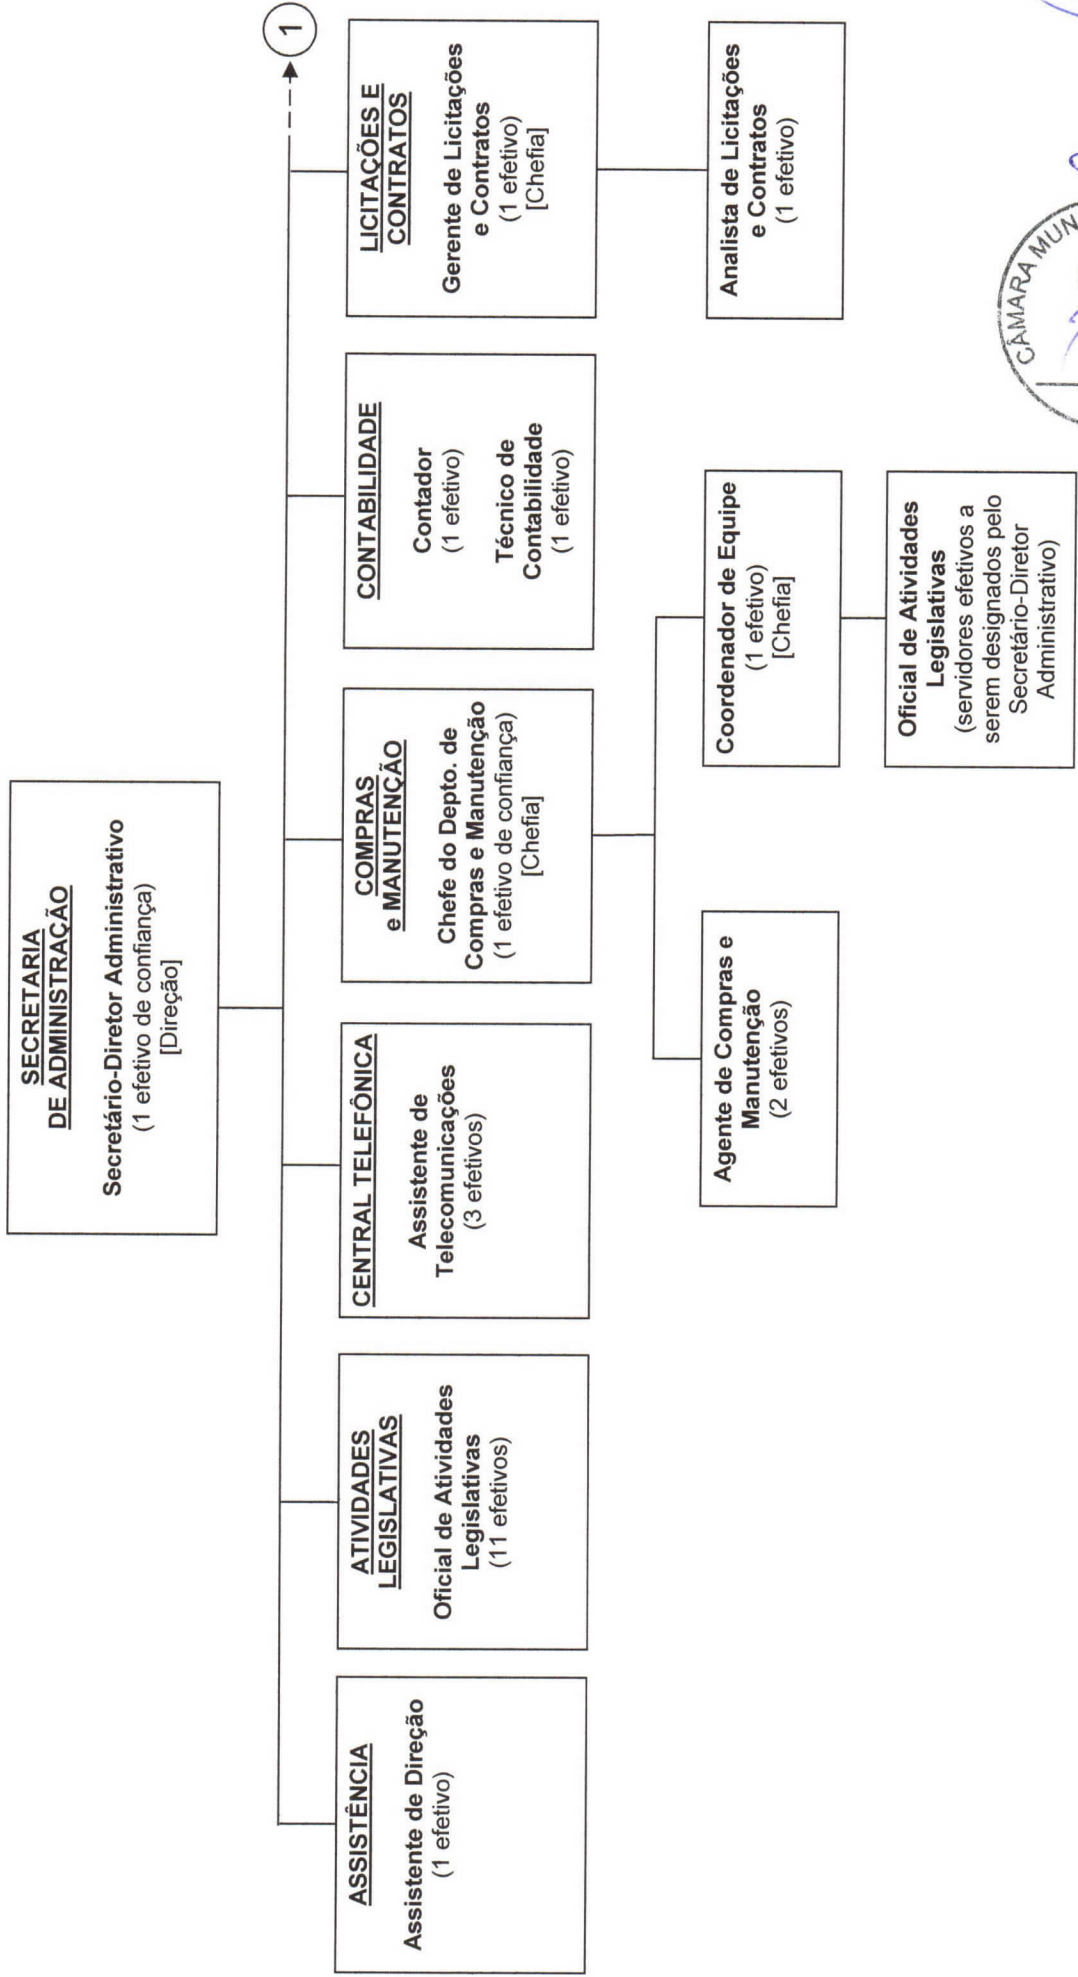 SECRETARIA
DE ADMINISTRAÇÃO
Secretário-Diretor Administrativo
(1 efetivo de confiança)
[Direção]
1
ASSISTÊNCIA
Assistente de Direção
(1 efetivo)
ATIVIDADES
LEGISLATIVAS
Oficial de Atividades
Legislativas
(11 efetivos)
CENTRAL TELEFÔNICA
Assistente de
Telecomunicações
(3 efetivos)
COMPRAS
e MANUTENÇÃO
Chefe do Depto. de
Compras e Manutenção
(1 efetivo de confiança)
[Chefia]
CONTABILIDADE
Contador
(1 efetivo)
Técnico de
Contabilidade
(1 efetivo)
LICITAÇÕES E
CONTRATOS
Gerente de Licitações
e Contratos
(1 efetivo)
[Chefia]
Agente de Compras e
Manutenção
(2 efetivos)
Coordenador de Equipe
(1 efetivo)
[Chefia]
Analista de Licitações
e Contratos
(1 efetivo)
Oficial de Atividades
Legislativas
(servidores efetivos a
serem designados pelo
Secretário-Diretor
Administrativo)
CÂMARA MUN